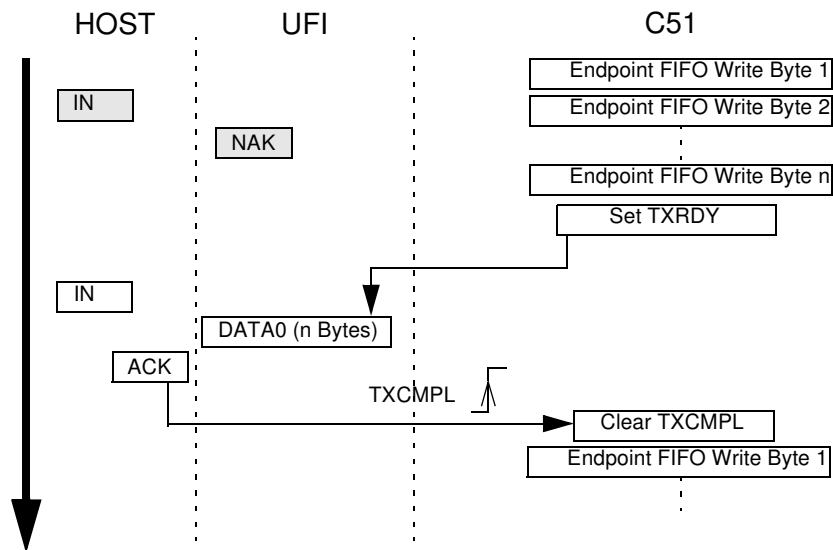 HOST UFI C51
Endpoint FIFO Write Byte 1
IN
Endpoint FIFO Write Byte 2
NAK
Endpoint FIFO Write Byte n
Set TXRDY
IN
DATA0 (n Bytes)
ACK
TXCMPL
Clear TXCMPL
Endpoint FIFO Write Byte 1